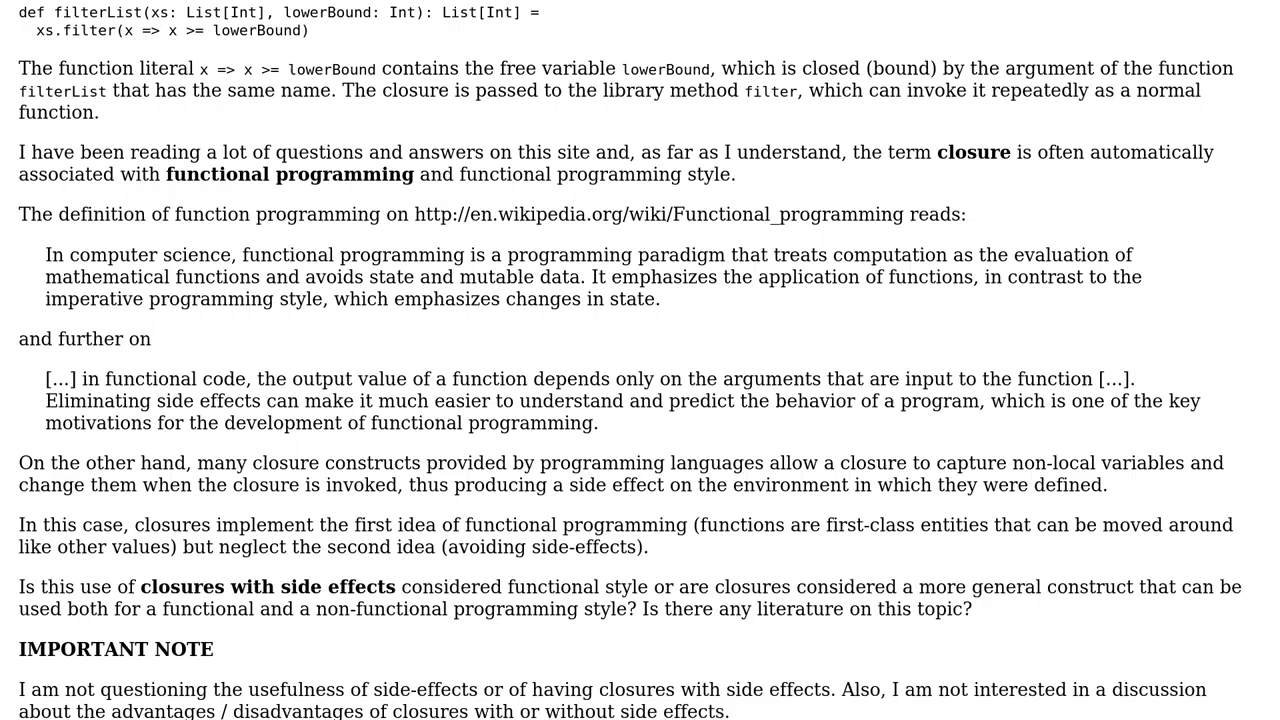 def filterList(xs: List[Int], lowerBound: Int): List[Int] =
  xs.filter(x => x >= lowerBound)
The function literal x => x >= lowerBound contains the free variable lowerBound, which is closed (bound) by the argument of the function
filterList that has the same name. The closure is passed to the library method filter, which can invoke it repeatedly as a normal
function.
I have been reading a lot of questions and answers on this site and, as far as I understand, the term closure is often automatically
associated with functional programming and functional programming style.
The definition of function programming on http://en.wikipedia.org/wiki/Functional_programming reads:
In computer science, functional programming is a programming paradigm that treats computation as the evaluation of
mathematical functions and avoids state and mutable data. It emphasizes the application of functions, in contrast to the
imperative programming style, which emphasizes changes in state.
and further on
[...] in functional code, the output value of a function depends only on the arguments that are input to the function [...].
Eliminating side effects can make it much easier to understand and predict the behavior of a program, which is one of the key
motivations for the development of functional programming.
On the other hand, many closure constructs provided by programming languages allow a closure to capture non-local variables and
change them when the closure is invoked, thus producing a side effect on the environment in which they were defined.
In this case, closures implement the first idea of functional programming (functions are first-class entities that can be moved around
like other values) but neglect the second idea (avoiding side-effects).
Is this use of closures with side effects considered functional style or are closures considered a more general construct that can be
used both for a functional and a non-functional programming style? Is there any literature on this topic?
IMPORTANT NOTE
I am not questioning the usefulness of side-effects or of having closures with side effects. Also, I am not interested in a discussion
about the advantages / disadvantages of closures with or without side effects.